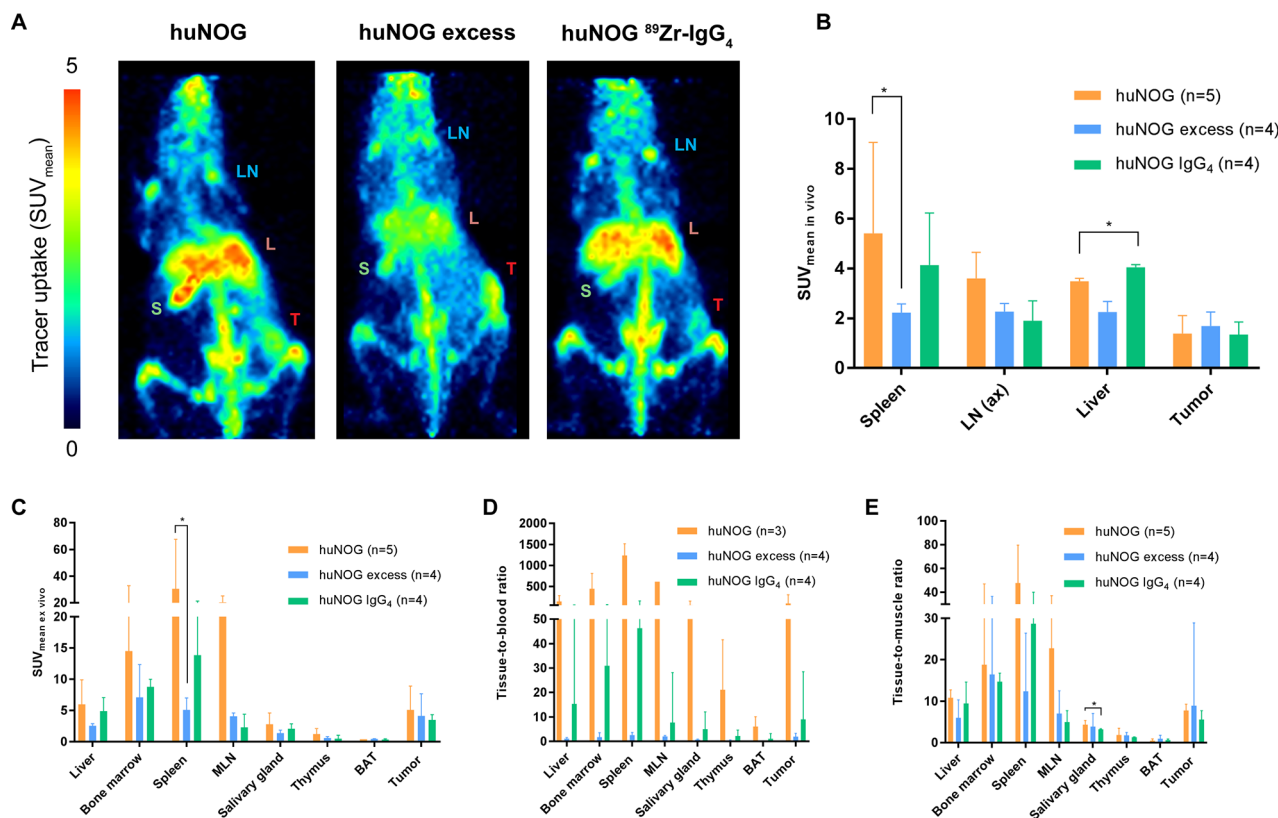 A
huNOG
huNOG excess
huNOG ⁸⁹Zr-IgG₄
5
Tracer uptake (SUVmean)
0
LN
L
S
T
LN
L
S
T
LN
L
S
T
B
SUVmean in vivo
10
8
6
4
2
0
*
*
huNOG (n=5)
huNOG excess (n=4)
huNOG IgG₄ (n=4)
Spleen
LN (ax)
Liver
Tumor
C
SUVmean ex vivo
80
60
40
20
15
10
5
0
*
huNOG (n=5)
huNOG excess (n=4)
huNOG IgG₄ (n=4)
Liver
Bone marrow
Spleen
MLN
Salivary gland
Thymus
BAT
Tumor
D
Tissue-to-blood ratio
2000
1500
1000
500
50
40
30
20
10
0
huNOG (n=3)
huNOG excess (n=4)
huNOG IgG₄ (n=4)
Liver
Bone marrow
Spleen
MLN
Salivary gland
Thymus
BAT
Tumor
E
Tissue-to-muscle ratio
100
80
60
40
30
20
10
0
*
huNOG (n=5)
huNOG excess (n=4)
huNOG IgG₄ (n=4)
Liver
Bone marrow
Spleen
MLN
Salivary gland
Thymus
BAT
Tumor